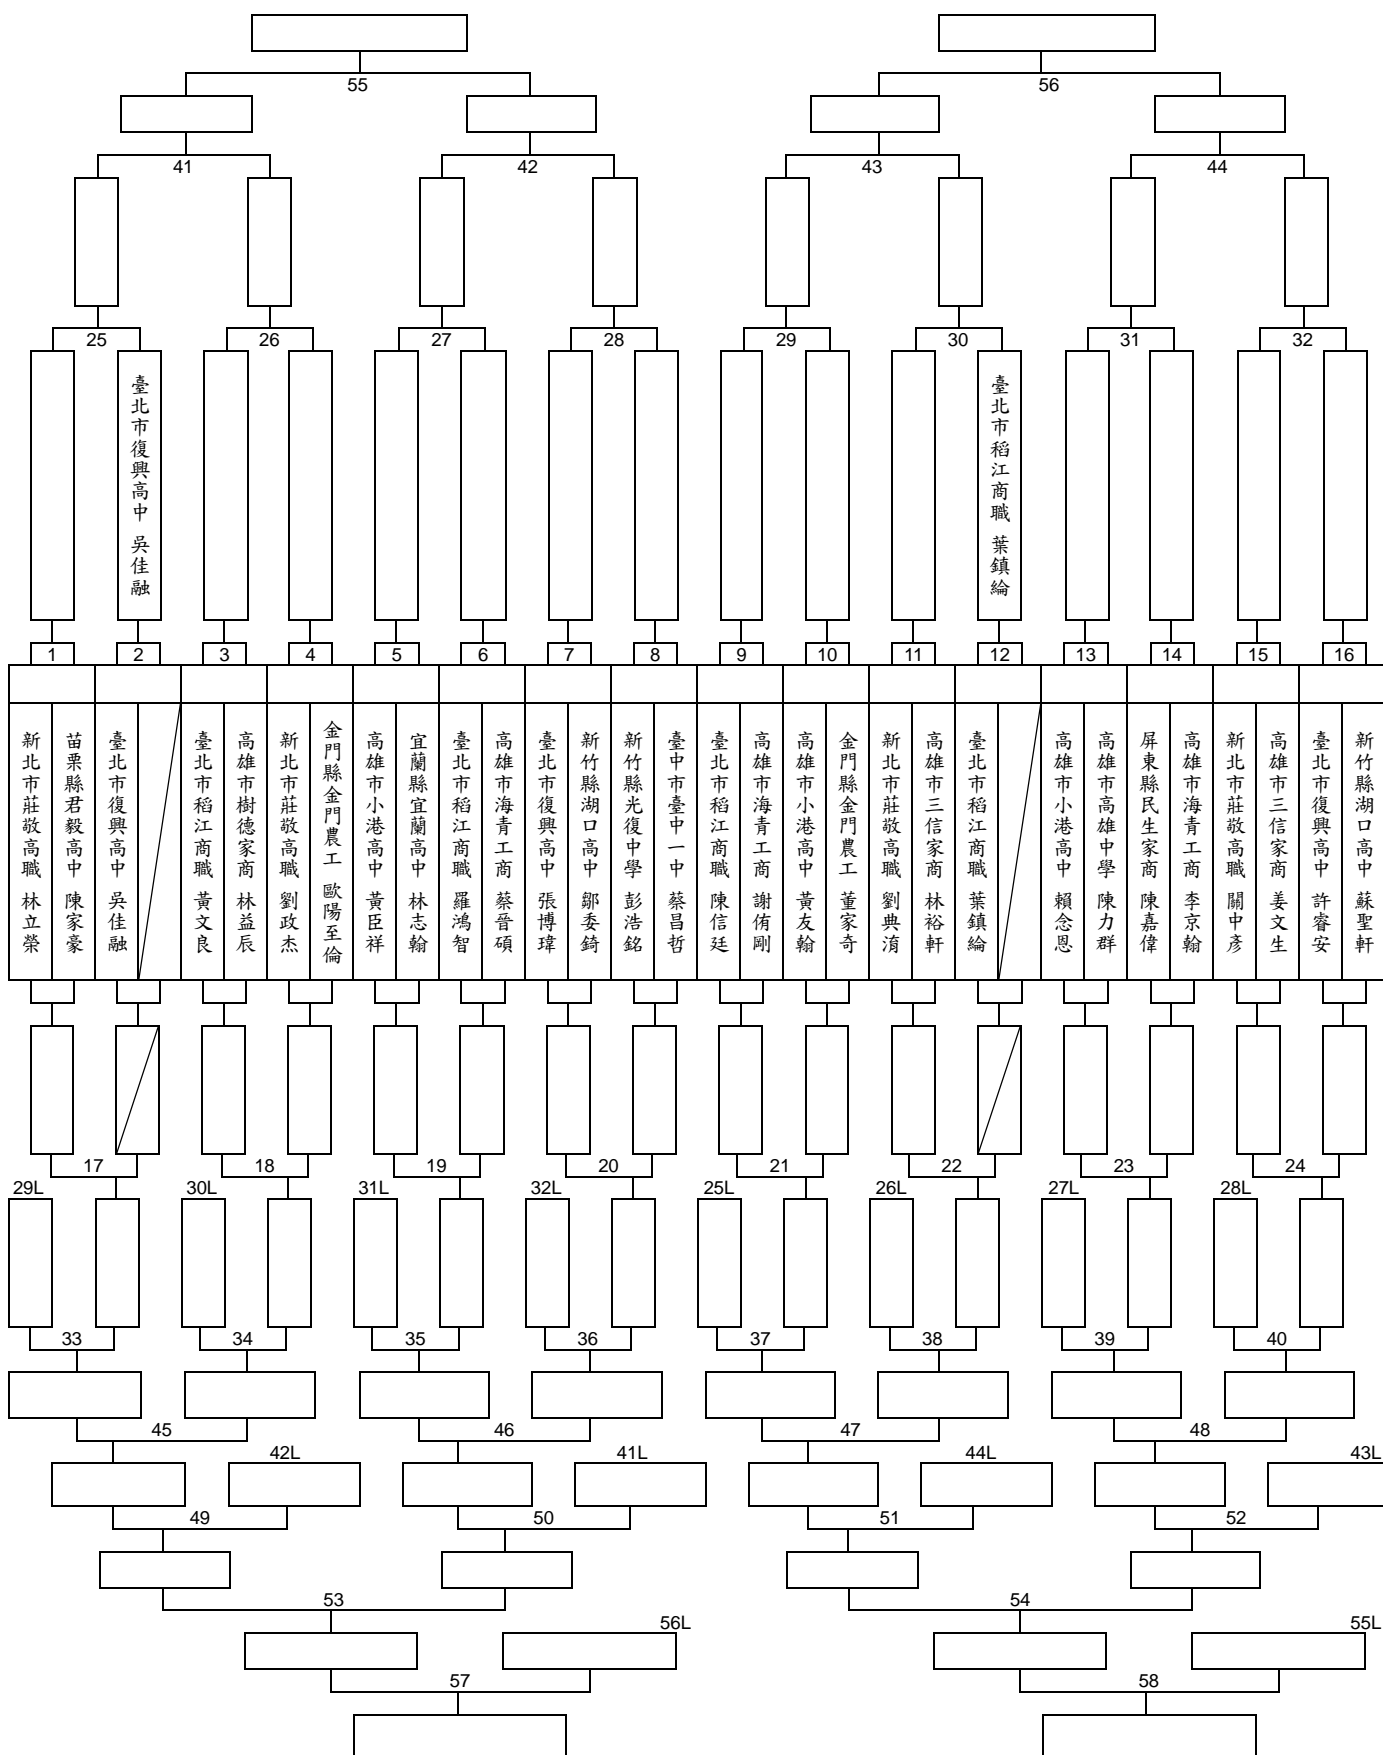 55
56
41
42
43
44
25
26
27
28
29
30
31
32
臺北市復興高中 吳佳融
臺北市稻江商職 葉鎮綸
1
2
3
4
5
6
7
8
9
10
11
12
13
14
15
16
新北市莊敬高職 林立榮
苗栗縣君毅高中 陳家豪
臺北市復興高中 吳佳融
臺北市稻江商職 黃文良
高雄市樹德家商 林益辰
新北市莊敬高職 劉政杰
金門縣金門農工 歐陽至倫
高雄市小港高中 黃臣祥
宜蘭縣宜蘭高中 林志翰
臺北市稻江商職 羅鴻智
高雄市海青工商 蔡晉碩
臺北市復興高中 張博瑋
新竹縣湖口高中 鄒委錡
新竹縣光復中學 彭浩銘
臺中市臺中一中 蔡昌哲
臺北市稻江商職 陳信廷
高雄市海青工商 謝侑剛
高雄市小港高中 黃友翰
金門縣金門農工 董家奇
新北市莊敬高職 劉典淯
高雄市三信家商 林裕軒
臺北市稻江商職 葉鎮綸
高雄市小港高中 賴念恩
高雄市高雄中學 陳力群
屏東縣民生家商 陳嘉偉
高雄市海青工商 李京翰
新北市莊敬高職 關中彥
高雄市三信家商 姜文生
臺北市復興高中 許睿安
新竹縣湖口高中 蘇聖軒
17
18
19
20
21
22
23
24
29L
30L
31L
32L
25L
26L
27L
28L
33
34
35
36
37
38
39
40
45
46
47
48
42L
41L
44L
43L
49
50
51
52
53
54
56L
55L
57
58